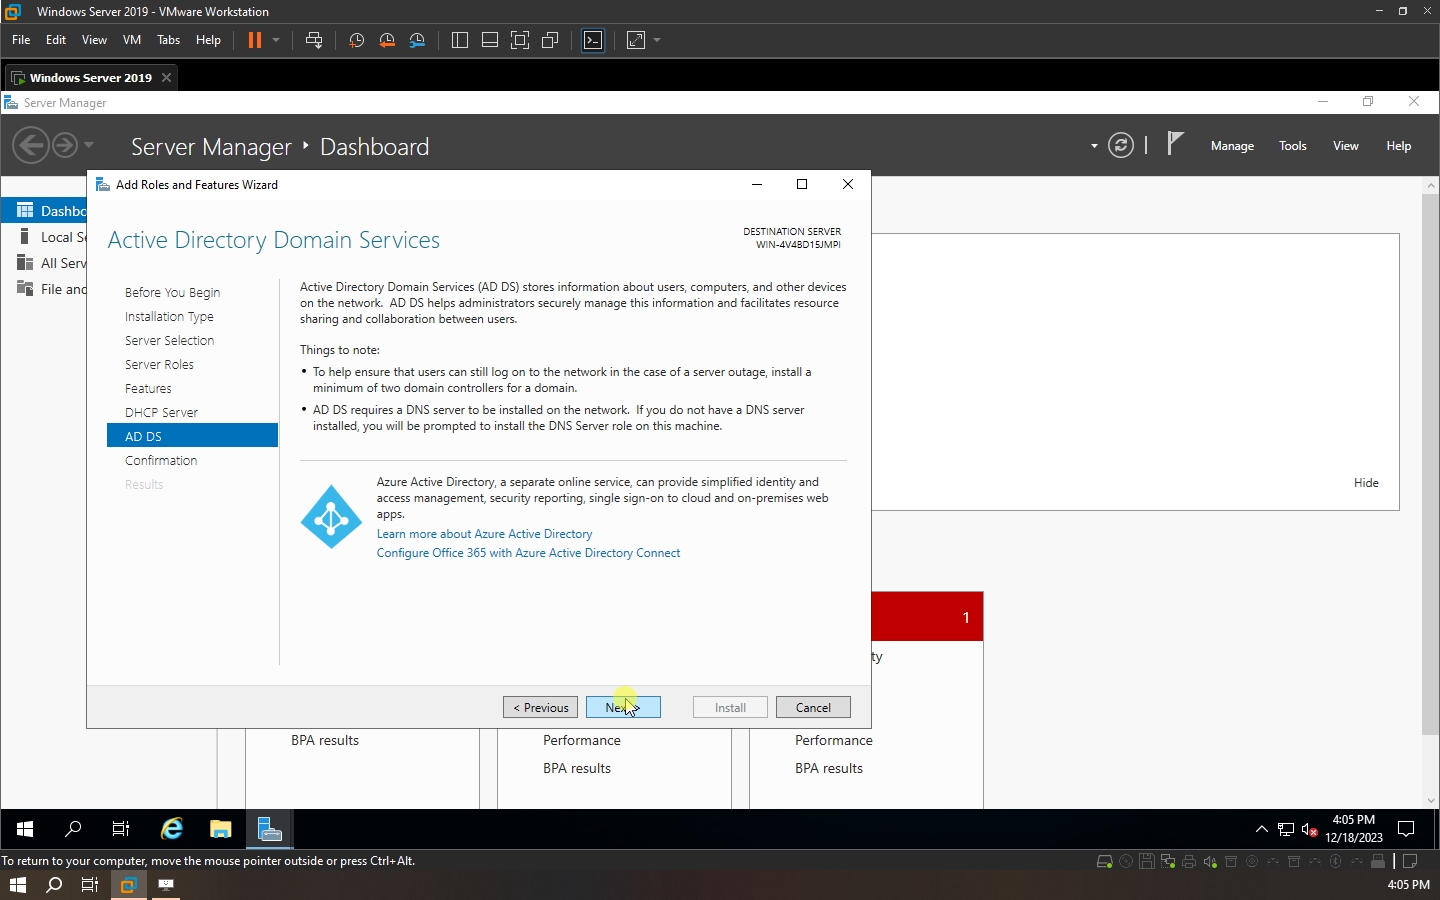 Windows Server 2019 - VMware Workstation
File Edit View VM Tabs Help
Windows Server 2019
Server Manager
Server Manager Dashboard
Manage Tools View Help
Add Roles and Features Wizard
Dashbo
Local Se
All Serv
File and
Active Directory Domain Services
DESTINATION SERVER
WIN-4V4BD15JMPI
Before You Begin
Installation Type
Server Selection
Server Roles
Features
DHCP Server
AD DS
Confirmation
Results
Active Directory Domain Services (AD DS) stores information about users, computers, and other devices
on the network. AD DS helps administrators securely manage this information and facilitates resource
sharing and collaboration between users.
Things to note:
• To help ensure that users can still log on to the network in the case of a server outage, install a
minimum of two domain controllers for a domain.
• AD DS requires a DNS server to be installed on the network. If you do not have a DNS server
installed, you will be prompted to install the DNS Server role on this machine.
Azure Active Directory, a separate online service, can provide simplified identity and
access management, security reporting, single sign-on to cloud and on-premises web
apps.
Learn more about Azure Active Directory
Configure Office 365 with Azure Active Directory Connect
Hide
1
ty
< Previous Next > Install Cancel
BPA results
Performance
BPA results
Performance
BPA results
4:05 PM
12/18/2023
To return to your computer, move the mouse pointer outside or press Ctrl+Alt.
4:05 PM